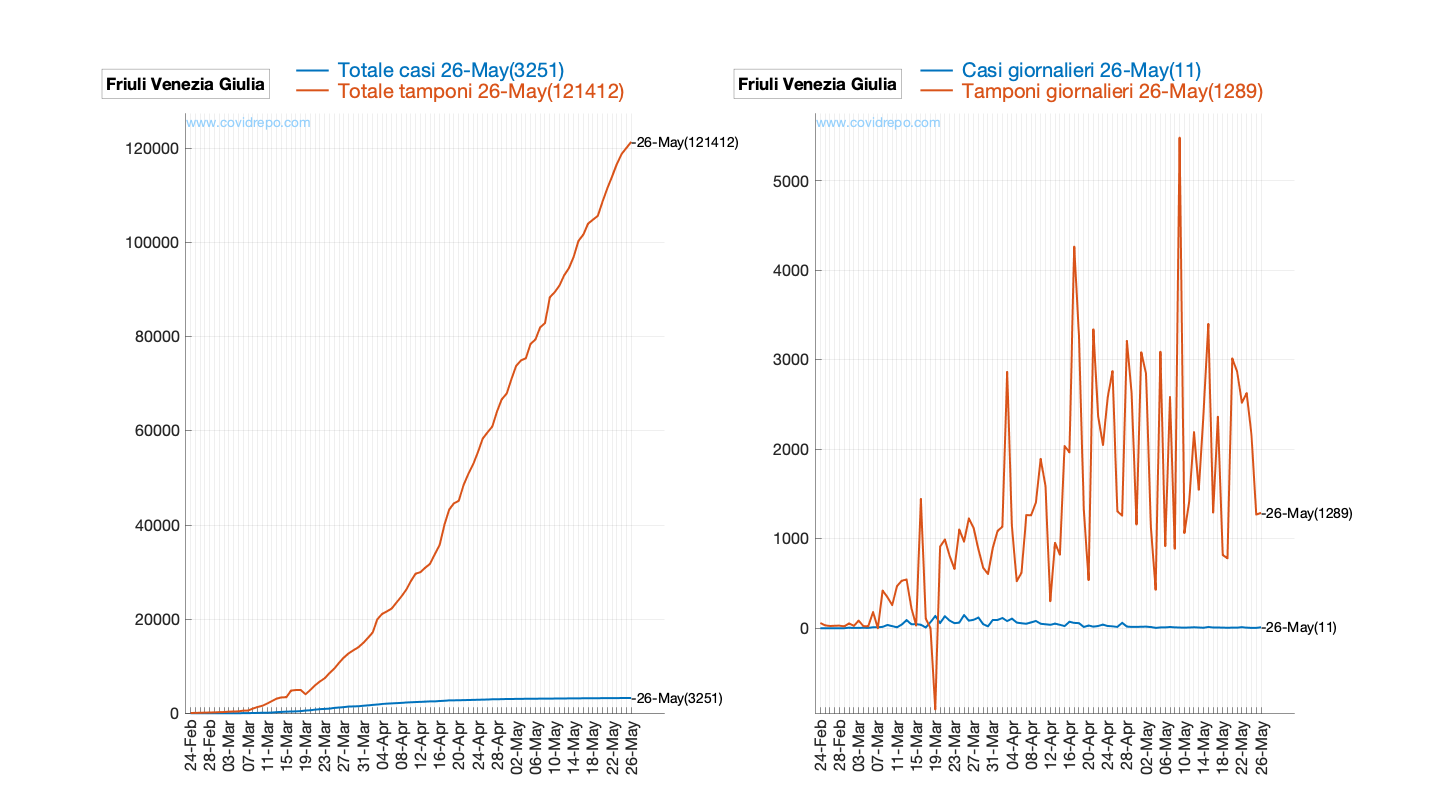 Friuli Venezia Giulia
Totale casi 26-May(3251)
Totale tamponi 26-May(121412)
www.covidrepo.com
120000
100000
80000
60000
40000
20000
0
26-May(121412)
26-May(3251)
24-Feb
28-Feb
03-Mar
07-Mar
11-Mar
15-Mar
19-Mar
23-Mar
27-Mar
31-Mar
04-Apr
08-Apr
12-Apr
16-Apr
20-Apr
24-Apr
28-Apr
02-May
06-May
10-May
14-May
18-May
22-May
26-May
Friuli Venezia Giulia
Casi giornalieri 26-May(11)
Tamponi giornalieri 26-May(1289)
www.covidrepo.com
5000
4000
3000
2000
1000
0
26-May(1289)
26-May(11)
24-Feb
28-Feb
03-Mar
07-Mar
11-Mar
15-Mar
19-Mar
23-Mar
27-Mar
31-Mar
04-Apr
08-Apr
12-Apr
16-Apr
20-Apr
24-Apr
28-Apr
02-May
06-May
10-May
14-May
18-May
22-May
26-May